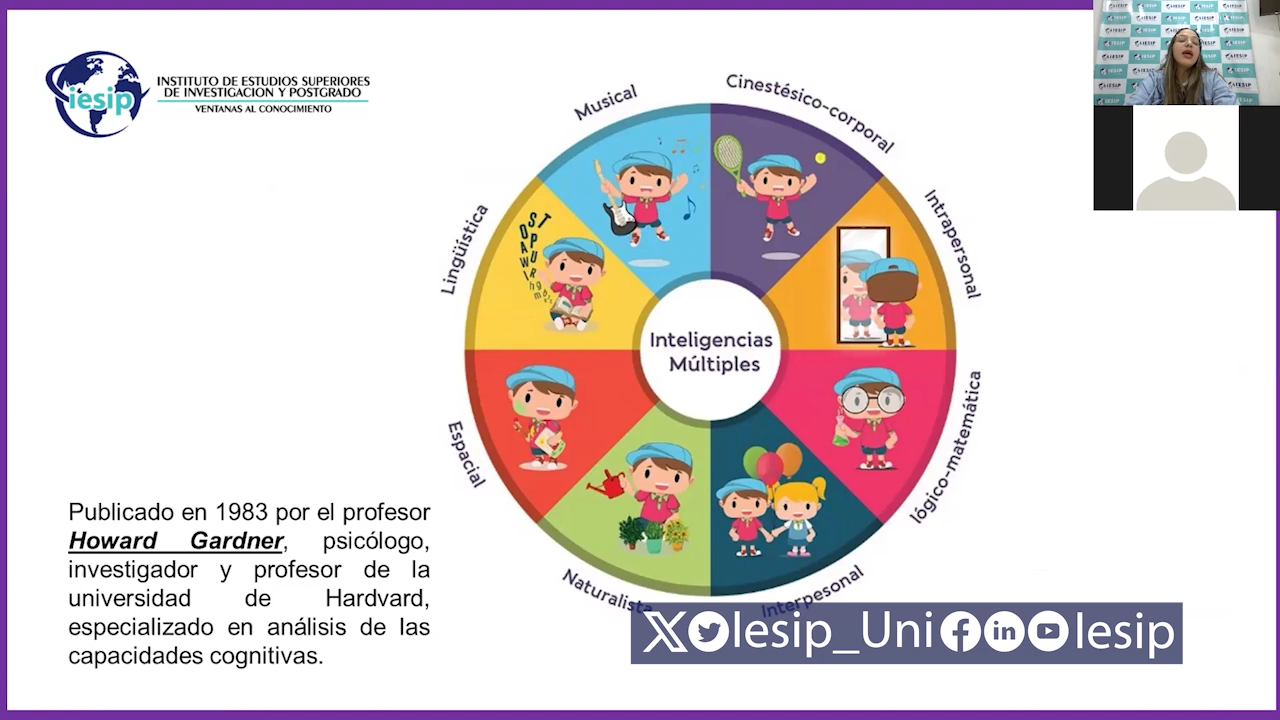 iesip
INSTITUTO DE ESTUDIOS SUPERIORES
DE INVESTIGACION Y POSTGRADO
VENTANAS AL CONOCIMIENTO
Musical
Cinestésico-corporal
Intrapersonal
lógico-matemática
Interpesonal
Naturalista
Espacial
Lingüística
Inteligencias
Múltiples
Publicado en 1983 por el profesor
Howard Gardner, psicólogo,
investigador y profesor de la
universidad de Hardvard,
especializado en análisis de las
capacidades cognitivas.
Iesip_Uni Iesip